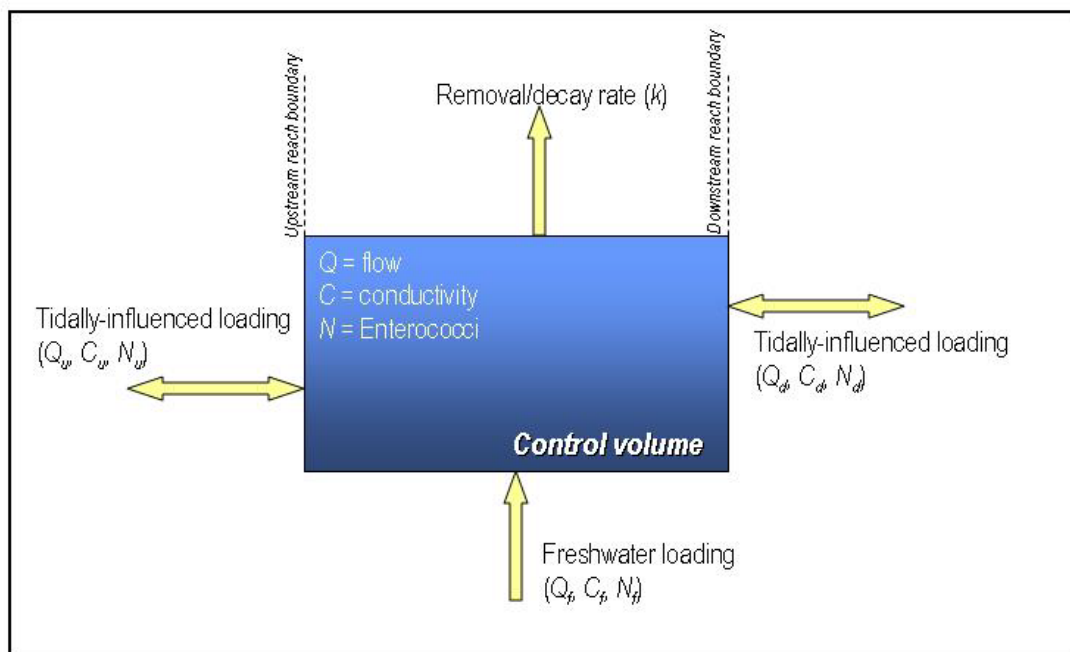 Upstream reach boundary
Removal/decay rate (k)
Downstream reach boundary
Q = flow
C = conductivity
N = Enterococci
Tidally-influenced loading
(Qu, Cu, Nu)
Tidally-influenced loading
(Qd, Cd, Nd)
Control volume
Freshwater loading
(Qf, Cf, Nf)